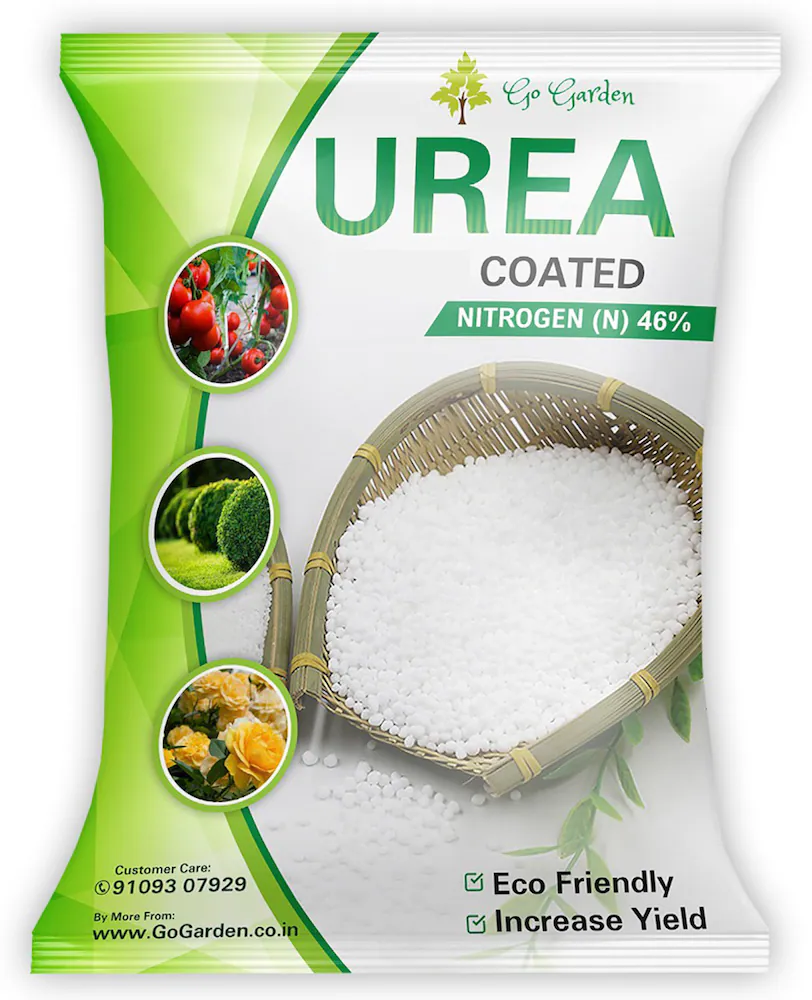 Go Garden
UREA
COATED
NITROGEN (N) 46%
Customer Care:
91093 07929
By More From:
www.GoGarden.co.in
Eco Friendly
Increase Yield